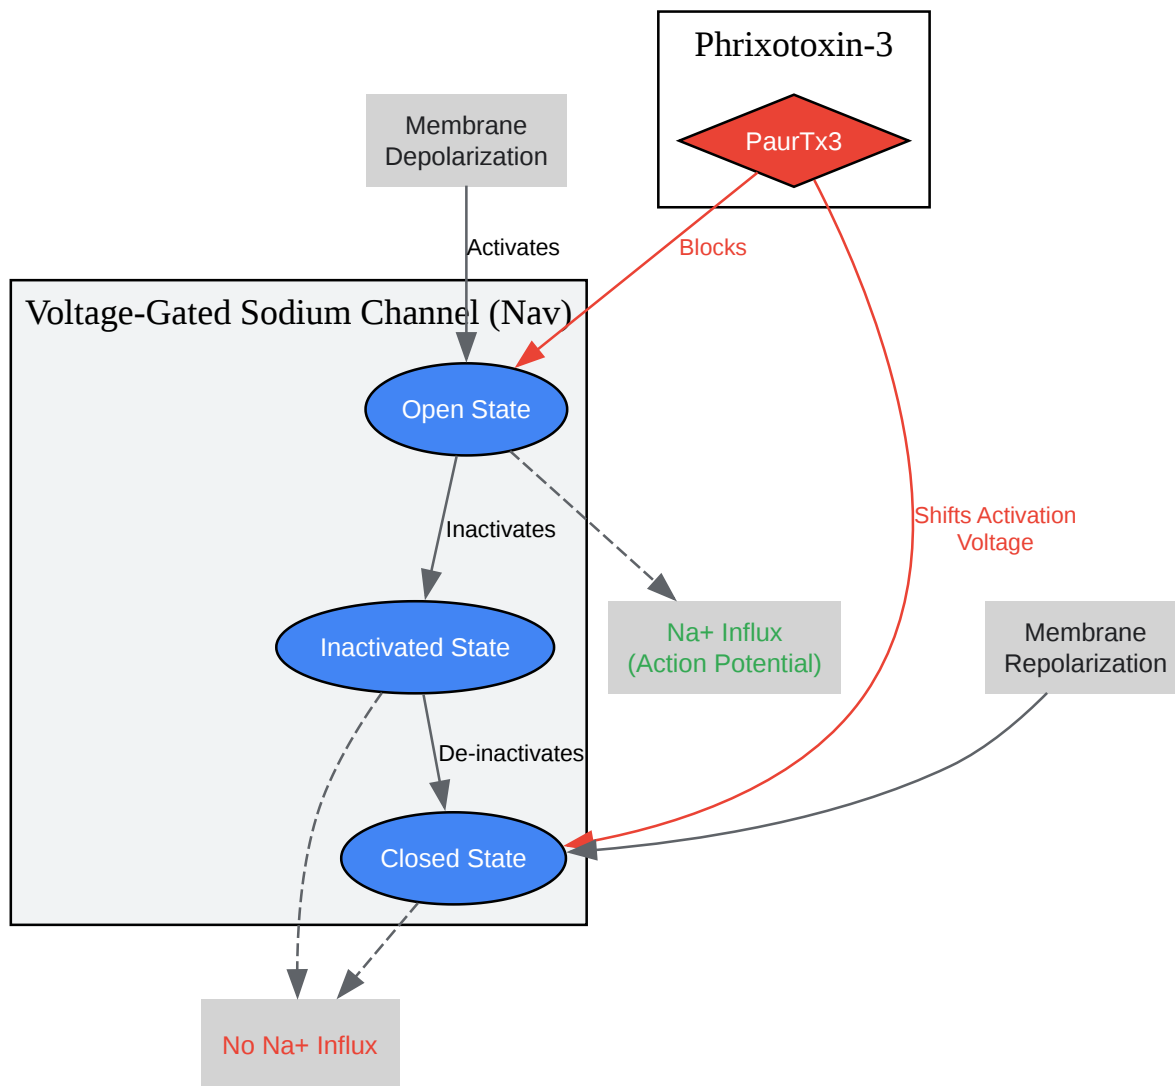 Phrixotoxin-3
PaurTx3
Membrane
Depolarization
Activates
Blocks
Voltage-Gated Sodium Channel (Nav)
Open State
Shifts Activation
Voltage
Inactivates
Na+ Influx
(Action Potential)
Membrane
Repolarization
Inactivated State
De-inactivates
Closed State
No Na+ Influx